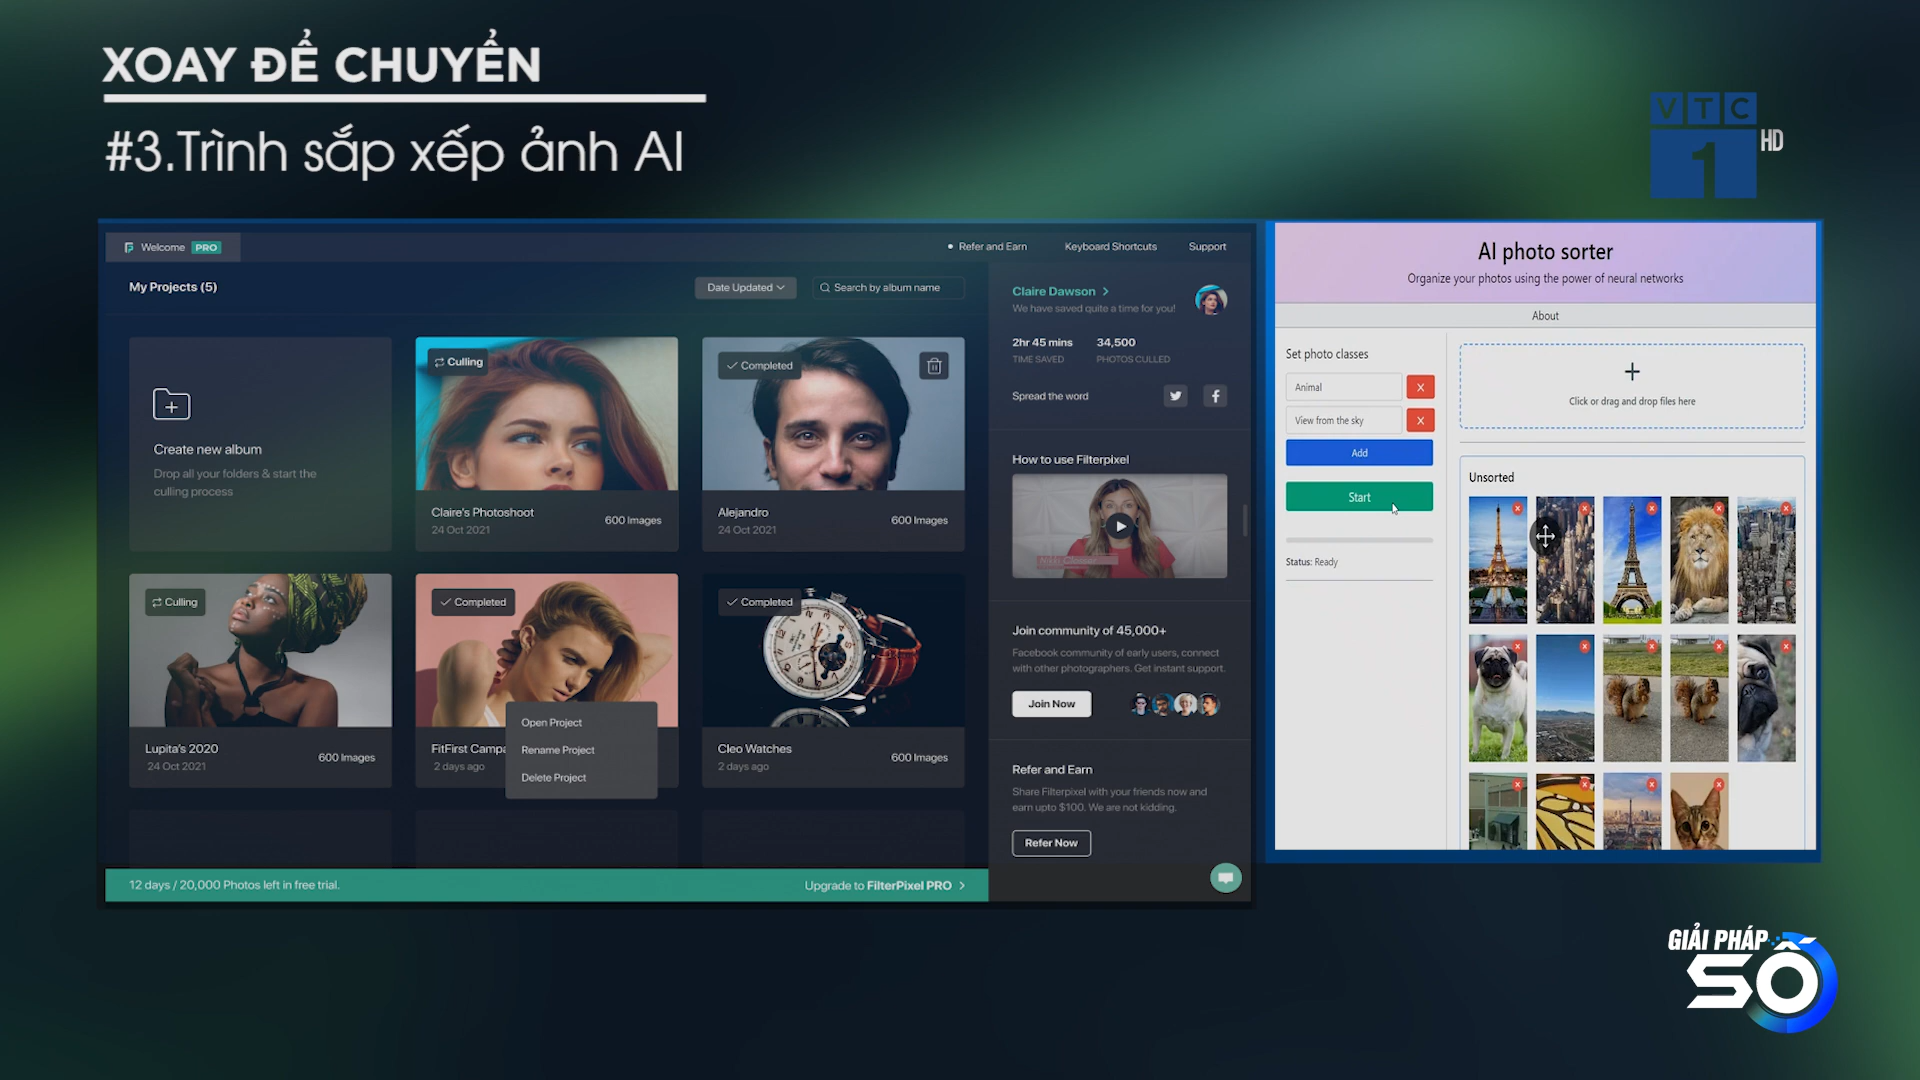 XOAY ĐỂ CHUYỂN
#3.Trình sắp xếp ảnh AI
VTC
1
HD
Welcome PRO
Refer and Earn
Keyboard Shortcuts
Support
My Projects (5)
Date Updated
Search by album name
Create new album
Drop all your folders & start the
culling process
Culling
Claire's Photoshoot
24 Oct 2021
600 Images
Completed
Alejandro
24 Oct 2021
600 Images
Culling
Lupita's 2020
24 Oct 2021
600 Images
Completed
FitFirst Campa
2 days ago
Open Project
Rename Project
Delete Project
Completed
Cleo Watches
2 days ago
600 Images
12 days / 20,000 Photos left in free trial.
Upgrade to FilterPixel PRO
Claire Dawson
We have saved quite a time for you!
2hr 45 mins
TIME SAVED
34,500
PHOTOS CULLED
Spread the word
How to use Filterpixel
Join community of 45,000+
Facebook community of early users, connect
with other photographers. Get instant support.
Join Now
Refer and Earn
Share Filterpixel with your friends now and
earn upto $100. We are not kidding.
Refer Now
AI photo sorter
Organize your photos using the power of neural networks
About
Set photo classes
Animal
X
View from the sky
X
Add
Start
Status: Ready
Click or drag and drop files here
Unsorted
GIẢI PHÁP
SỐ